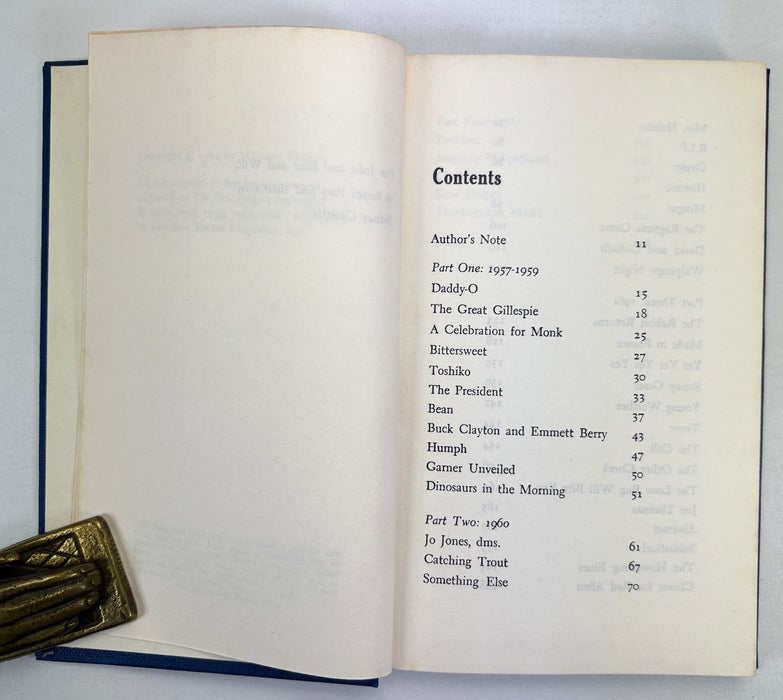 Contents
Author's Note 11
Part One: 1957-1959
Daddy-O 15
The Great Gillespie 18
A Celebration for Monk 25
Bittersweet 27
Toshiko 30
The President 33
Bean 37
Buck Clayton and Emmett Berry 43
Humph 47
Garner Unveiled 50
Dinosaurs in the Morning 51
Part Two: 1960
Jo Jones, dms. 61
Catching Trout 67
Something Else 70